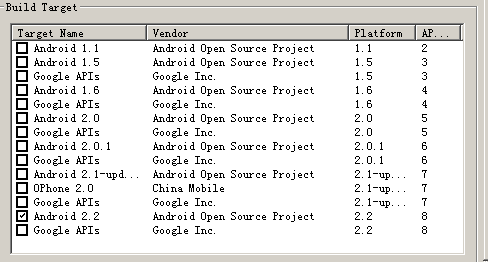 Build Target
Target Name Vendor Platform AP...
Android 1.1 Android Open Source Project 1.1 2
Android 1.5 Android Open Source Project 1.5 3
Google APIs Google Inc. 1.5 3
Android 1.6 Android Open Source Project 1.6 4
Google APIs Google Inc. 1.6 4
Android 2.0 Android Open Source Project 2.0 5
Google APIs Google Inc. 2.0 5
Android 2.0.1 Android Open Source Project 2.0.1 6
Google APIs Google Inc. 2.0.1 6
Android 2.1-upd... Android Open Source Project 2.1-up... 7
OPhone 2.0 China Mobile 2.1-up... 7
Google APIs Google Inc. 2.1-up... 7
Android 2.2 Android Open Source Project 2.2 8
Google APIs Google Inc. 2.2 8